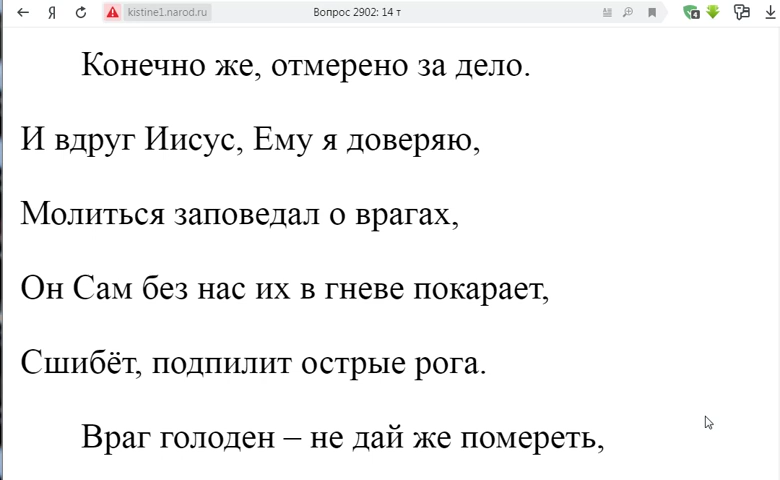 kistine1.narod.ru
Вопрос 2902: 14 т
4
Конечно же, отмерено за дело.
И вдруг Иисус, Ему я доверяю,
Молиться заповедал о врагах,
Он Сам без нас их в гневе покарает,
Сшибёт, подпилит острые рога.
Враг голоден – не дай же помереть,